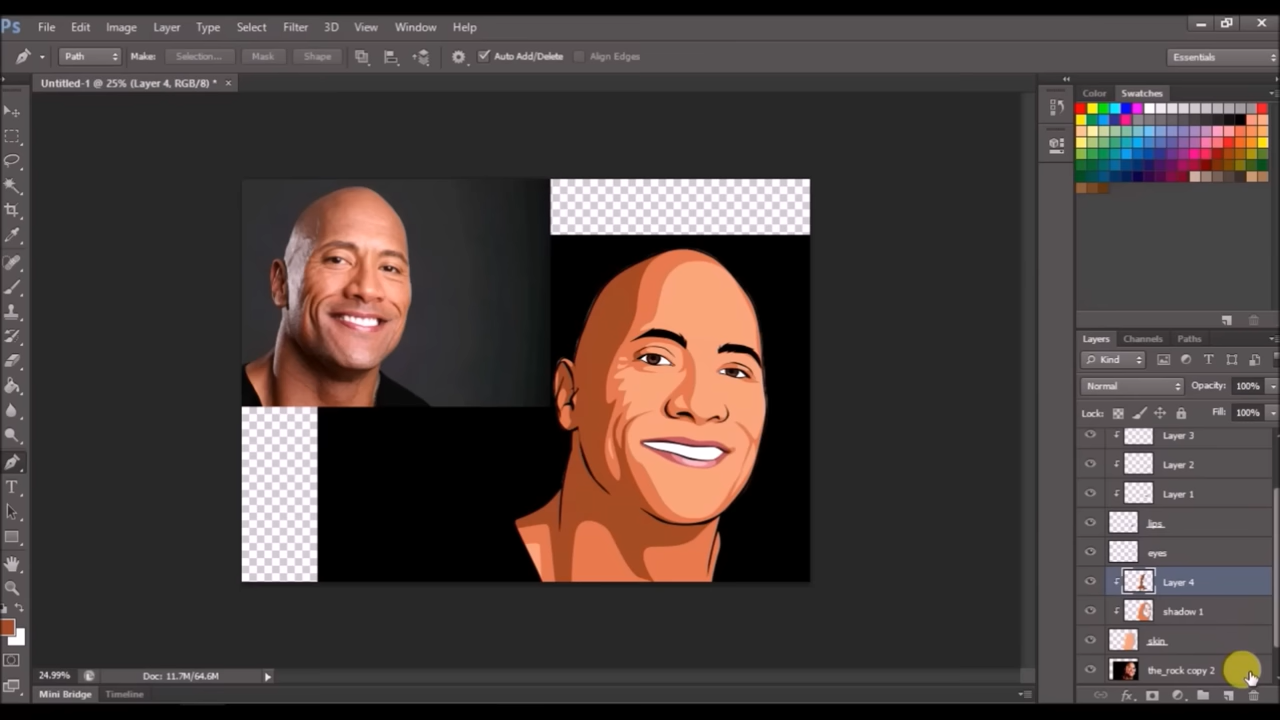 Ps File Edit Image Layer Type Select Filter 3D View Window Help
Path Make: Selection... Mask Shape Auto Add/Delete Align Edges Essentials
Untitled-1 @ 25% (Layer 4, RGB/8) * ×
Color Swatches
Layers Channels Paths
Kind
Normal Opacity: 100%
Lock: Fill: 100%
Layer 3
Layer 2
Layer 1
lips
eyes
Layer 4
shadow 1
skin
the_rock copy 2
24.99% Doc: 11.7M/64.6M
fx
Mini Bridge Timeline